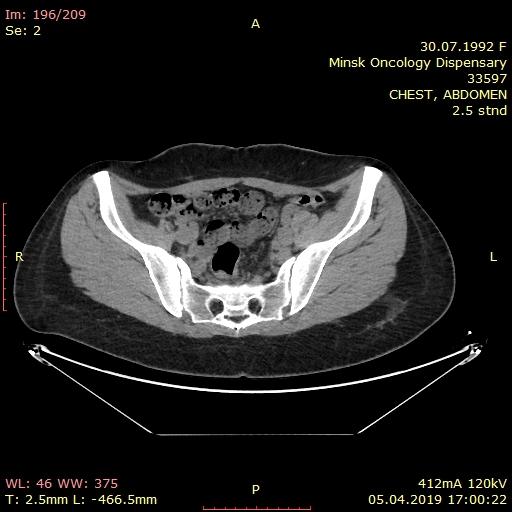 Im: 196/209
Se: 2
A
30.07.1992 F
Minsk Oncology Dispensary
33597
CHEST, ABDOMEN
2.5 stnd
R
L
WL: 46 WW: 375
T: 2.5mm L: -466.5mm
P
412mA 120kV
05.04.2019 17:00:22